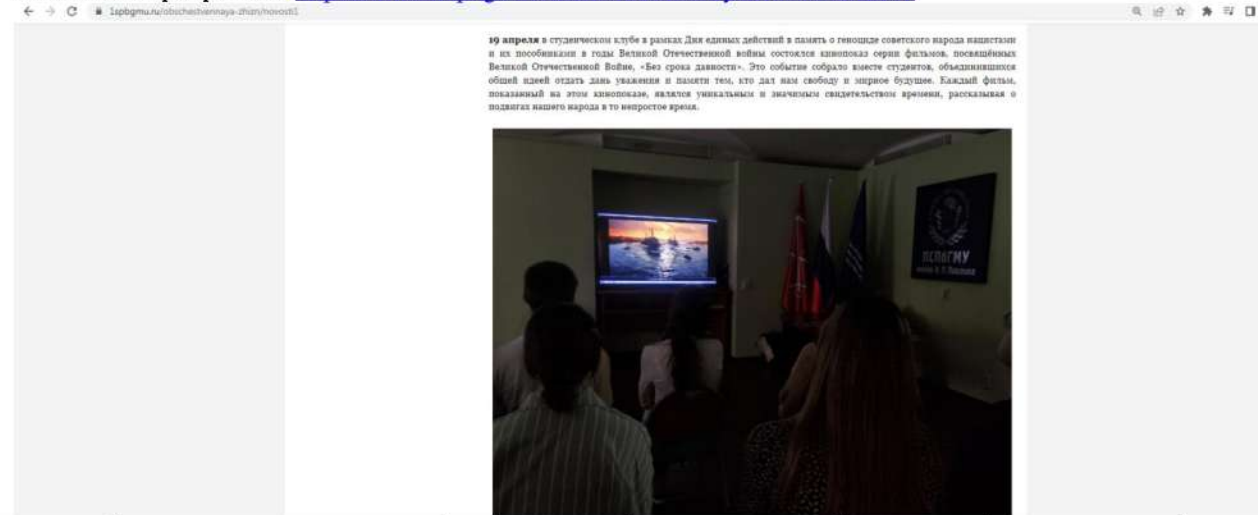 1spbgmu.ru/obschestvennaya-zhizn/novosti1
19 апреля в студенческом клубе в рамках Дня единых действий в память о геноциде советского народа нацистами
и их пособниками в годы Великой Отечественной войны состоялся кинопоказ серии фильмов, посвящённых
Великой Отечественной Войне, «Без срока давности». Это событие собрало вместе студентов, объединившихся
общей идеей отдать дань уважения и памяти тем, кто дал нам свободу и мирное будущее. Каждый фильм,
показанный на этом кинопоказе, являлся уникальным и значимым свидетельством времени, рассказывая о
подвигах нашего народа в то непростое время.
ПСПбГМУ
имени И. П. Павлова